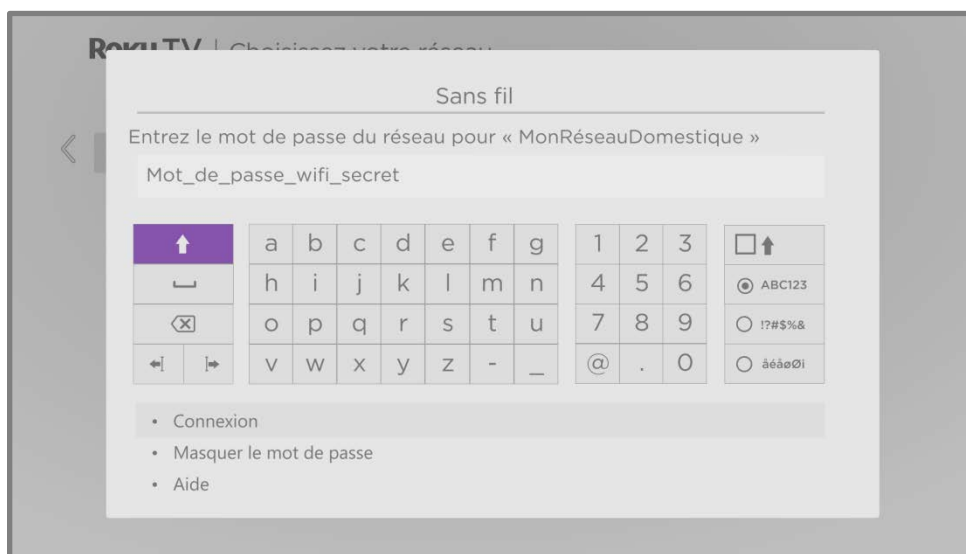 Roku TV | Choisissez votre réseau
Sans fil
Entrez le mot de passe du réseau pour « MonRéseauDomestique »
Mot_de_passe_wifi_secret
a b c d e f g 1 2 3
h i j k l m n 4 5 6 ABC123
o p q r s t u 7 8 9 !?#$%&
v w x y z - _ @ . 0 àéåøØi
• Connexion
• Masquer le mot de passe
• Aide